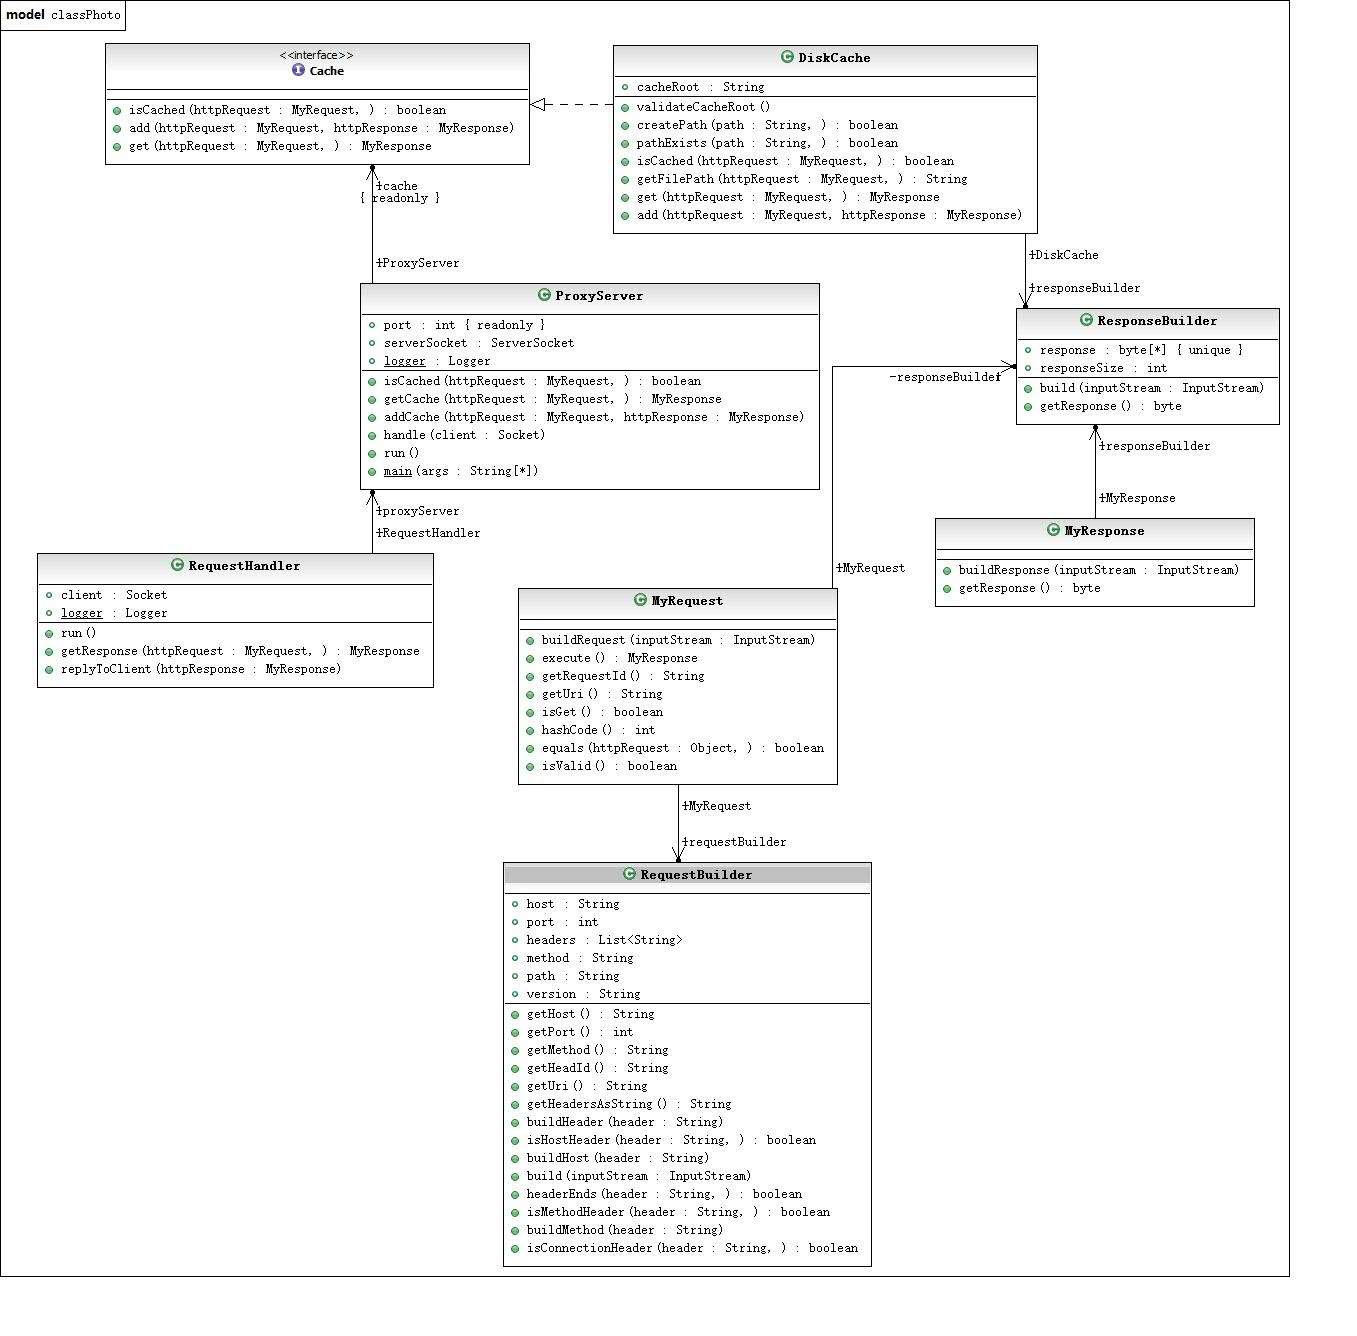 model classPhoto
<<interface>>
Cache
isCached(httpRequest : MyRequest, ) : boolean
add(httpRequest : MyRequest, httpResponse : MyResponse)
get(httpRequest : MyRequest, ) : MyResponse
DiskCache
cacheRoot : String
validateCacheRoot()
createPath(path : String, ) : boolean
pathExists(path : String, ) : boolean
isCached(httpRequest : MyRequest, ) : boolean
getFilePath(httpRequest : MyRequest, ) : String
get(httpRequest : MyRequest, ) : MyResponse
add(httpRequest : MyRequest, httpResponse : MyResponse)
+cache
{ readonly }
+ProxyServer
+DiskCache
+responseBuilder
ProxyServer
port : int { readonly }
serverSocket : ServerSocket
logger : Logger
isCached(httpRequest : MyRequest, ) : boolean
getCache(httpRequest : MyRequest, ) : MyResponse
addCache(httpRequest : MyRequest, httpResponse : MyResponse)
handle(client : Socket)
run()
main(args : String[*])
ResponseBuilder
response : byte[*] { unique }
responseSize : int
build(inputStream : InputStream)
getResponse() : byte
-responseBuilder
+responseBuilder
+MyResponse
+proxyServer
+RequestHandler
MyResponse
buildResponse(inputStream : InputStream)
getResponse() : byte
RequestHandler
client : Socket
logger : Logger
run()
getResponse(httpRequest : MyRequest, ) : MyResponse
replyToClient(httpResponse : MyResponse)
+MyRequest
MyRequest
buildRequest(inputStream : InputStream)
execute() : MyResponse
getRequestId() : String
getUri() : String
isGet() : boolean
hashCode() : int
equals(httpRequest : Object, ) : boolean
isValid() : boolean
+MyRequest
+requestBuilder
RequestBuilder
host : String
port : int
headers : List<String>
method : String
path : String
version : String
getHost() : String
getPort() : int
getMethod() : String
getHeadId() : String
getUri() : String
getHeadersAsString() : String
buildHeader(header : String)
isHostHeader(header : String, ) : boolean
buildHost(header : String)
build(inputStream : InputStream)
headerEnds(header : String, ) : boolean
isMethodHeader(header : String, ) : boolean
buildMethod(header : String)
isConnectionHeader(header : String, ) : boolean